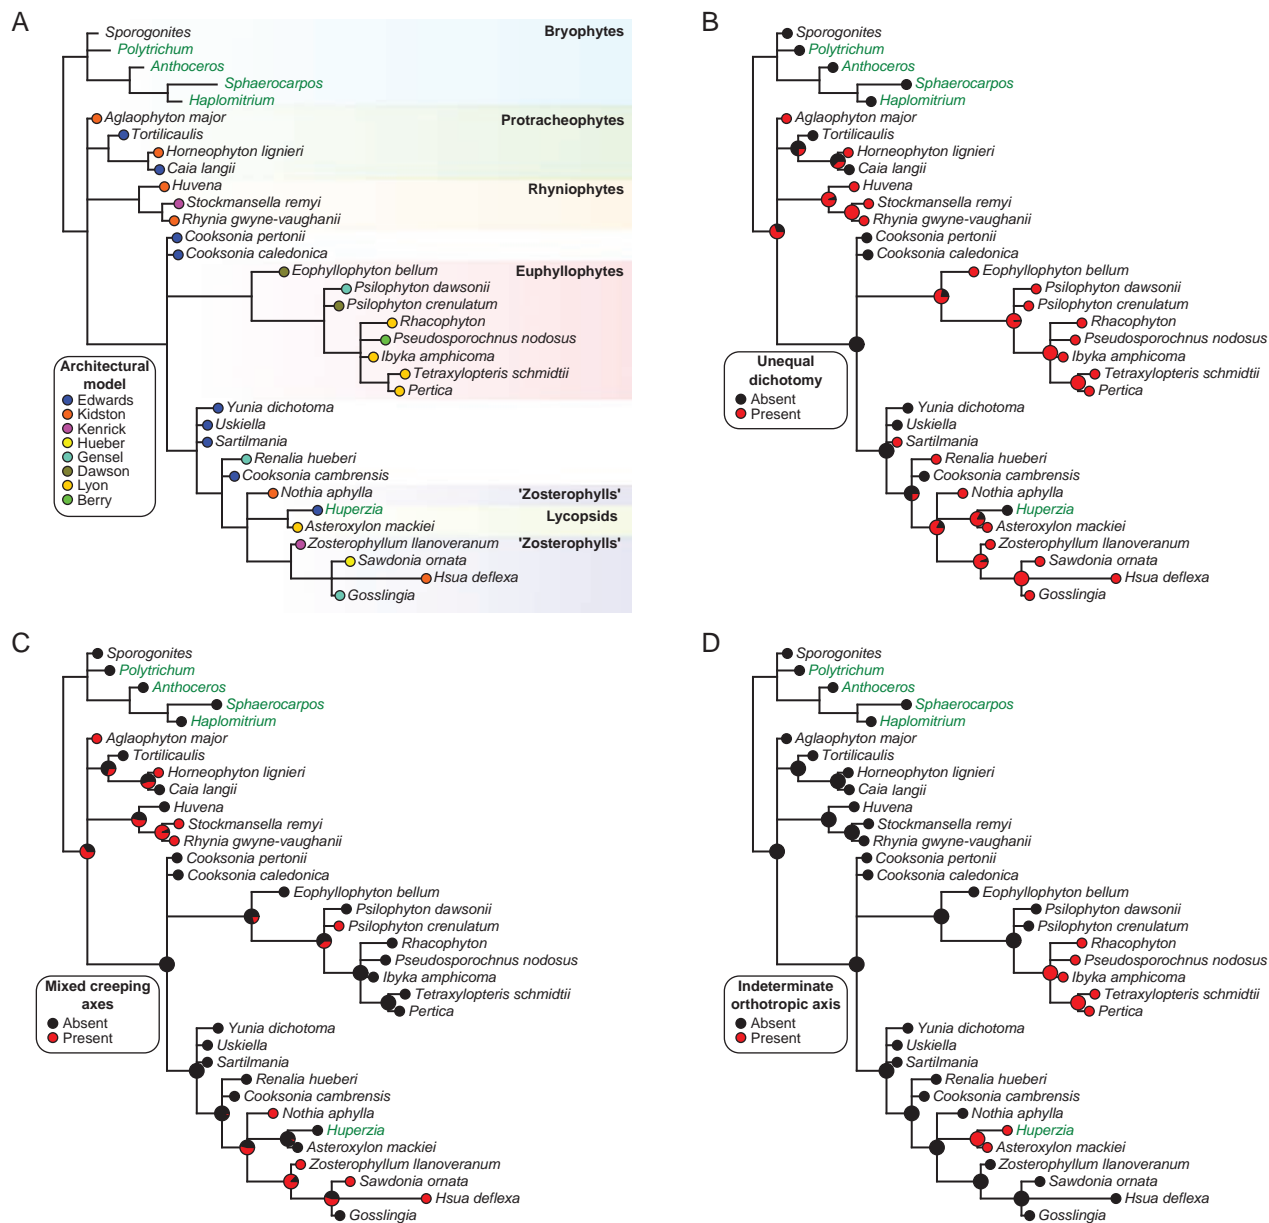 A
Sporogonites
Bryophytes
Polytrichum
Anthoceros
Sphaerocarpos
Haplomitrium
Aglaophyton major
Protracheophytes
Tortilicaulis
Horneophyton lignieri
Caia langii
Huvena
Rhyniophytes
Stockmansella remyi
Rhynia gwyne-vaughanii
Cooksonia pertonii
Cooksonia caledonica
Eophyllophyton bellum
Euphyllophytes
Psilophyton dawsonii
Psilophyton crenulatum
Rhacophyton
Pseudosporochnus nodosus
Ibyka amphicoma
Tetraxylopteris schmidtii
Pertica
Architectural
model
Edwards
Kidston
Kenrick
Hueber
Gensel
Dawson
Lyon
Berry
Yunia dichotoma
Uskiella
Sartilmania
Renalia hueberi
Cooksonia cambrensis
Nothia aphylla
'Zosterophylls'
Huperzia
Lycopsids
Asteroxylon mackiei
Zosterophyllum llanoveranum
'Zosterophylls'
Sawdonia ornata
Hsua deflexa
Gosslingia
B
Sporogonites
Polytrichum
Anthoceros
Sphaerocarpos
Haplomitrium
Aglaophyton major
Tortilicaulis
Horneophyton lignieri
Caia langii
Huvena
Stockmansella remyi
Rhynia gwyne-vaughanii
Cooksonia pertonii
Cooksonia caledonica
Eophyllophyton bellum
Psilophyton dawsonii
Psilophyton crenulatum
Rhacophyton
Pseudosporochnus nodosus
Ibyka amphicoma
Tetraxylopteris schmidtii
Pertica
Unequal
dichotomy
Absent
Present
Yunia dichotoma
Uskiella
Sartilmania
Renalia hueberi
Cooksonia cambrensis
Nothia aphylla
Huperzia
Asteroxylon mackiei
Zosterophyllum llanoveranum
Sawdonia ornata
Hsua deflexa
Gosslingia
C
Sporogonites
Polytrichum
Anthoceros
Sphaerocarpos
Haplomitrium
Aglaophyton major
Tortilicaulis
Horneophyton lignieri
Caia langii
Huvena
Stockmansella remyi
Rhynia gwyne-vaughanii
Cooksonia pertonii
Cooksonia caledonica
Eophyllophyton bellum
Psilophyton dawsonii
Psilophyton crenulatum
Rhacophyton
Pseudosporochnus nodosus
Ibyka amphicoma
Tetraxylopteris schmidtii
Pertica
Mixed creeping
axes
Absent
Present
Yunia dichotoma
Uskiella
Sartilmania
Renalia hueberi
Cooksonia cambrensis
Nothia aphylla
Huperzia
Asteroxylon mackiei
Zosterophyllum llanoveranum
Sawdonia ornata
Hsua deflexa
Gosslingia
D
Sporogonites
Polytrichum
Anthoceros
Sphaerocarpos
Haplomitrium
Aglaophyton major
Tortilicaulis
Horneophyton lignieri
Caia langii
Huvena
Stockmansella remyi
Rhynia gwyne-vaughanii
Cooksonia pertonii
Cooksonia caledonica
Eophyllophyton bellum
Psilophyton dawsonii
Psilophyton crenulatum
Rhacophyton
Pseudosporochnus nodosus
Ibyka amphicoma
Tetraxylopteris schmidtii
Pertica
Indeterminate
orthotropic axis
Absent
Present
Yunia dichotoma
Uskiella
Sartilmania
Renalia hueberi
Cooksonia cambrensis
Nothia aphylla
Huperzia
Asteroxylon mackiei
Zosterophyllum llanoveranum
Sawdonia ornata
Hsua deflexa
Gosslingia